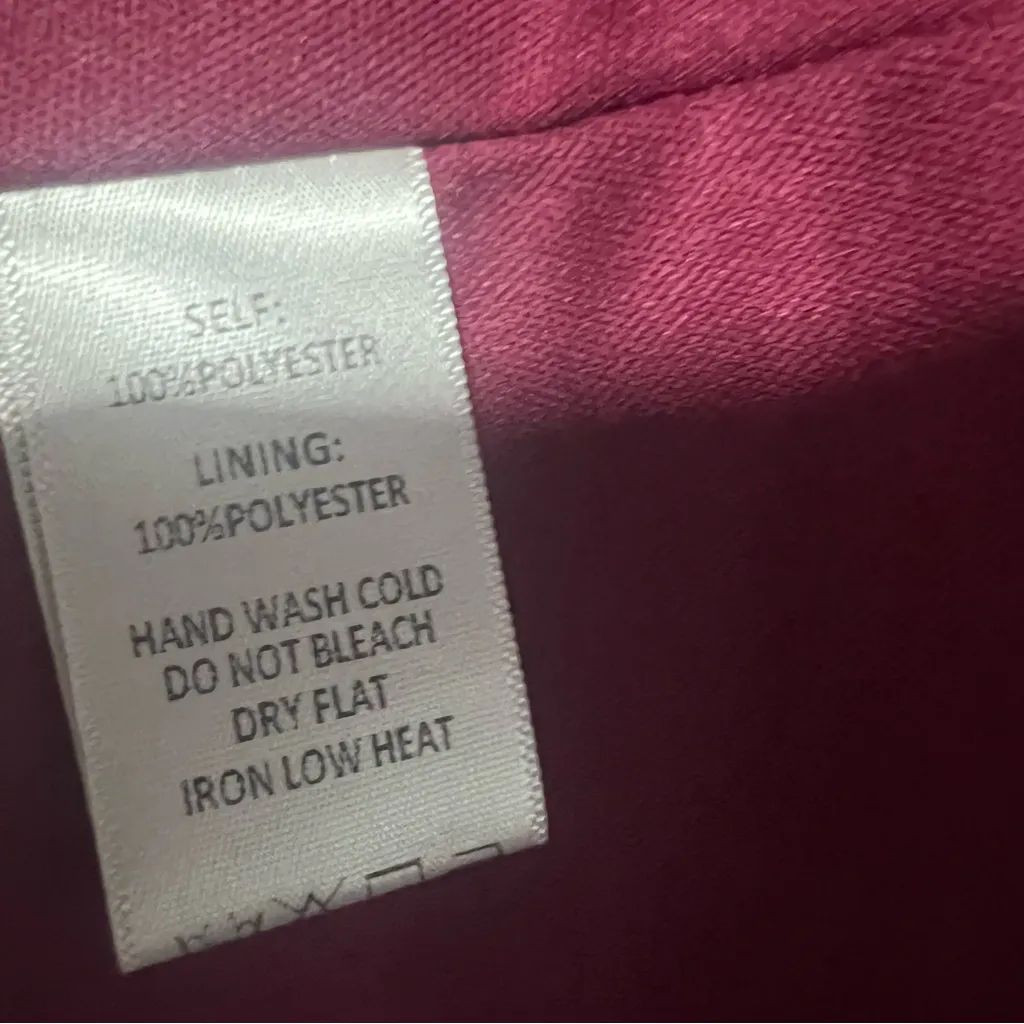 SELF:
100%POLYESTER
LINING:
100%POLYESTER
HAND WASH COLD
DO NOT BLEACH
DRY FLAT
IRON LOW HEAT